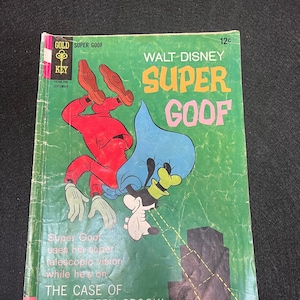 GOLD
KEY
SUPER GOOF
12¢
WALT DISNEY
SUPER
GOOF
Super Goof
uses his super
telescopic vision
while he's on
THE CASE OF